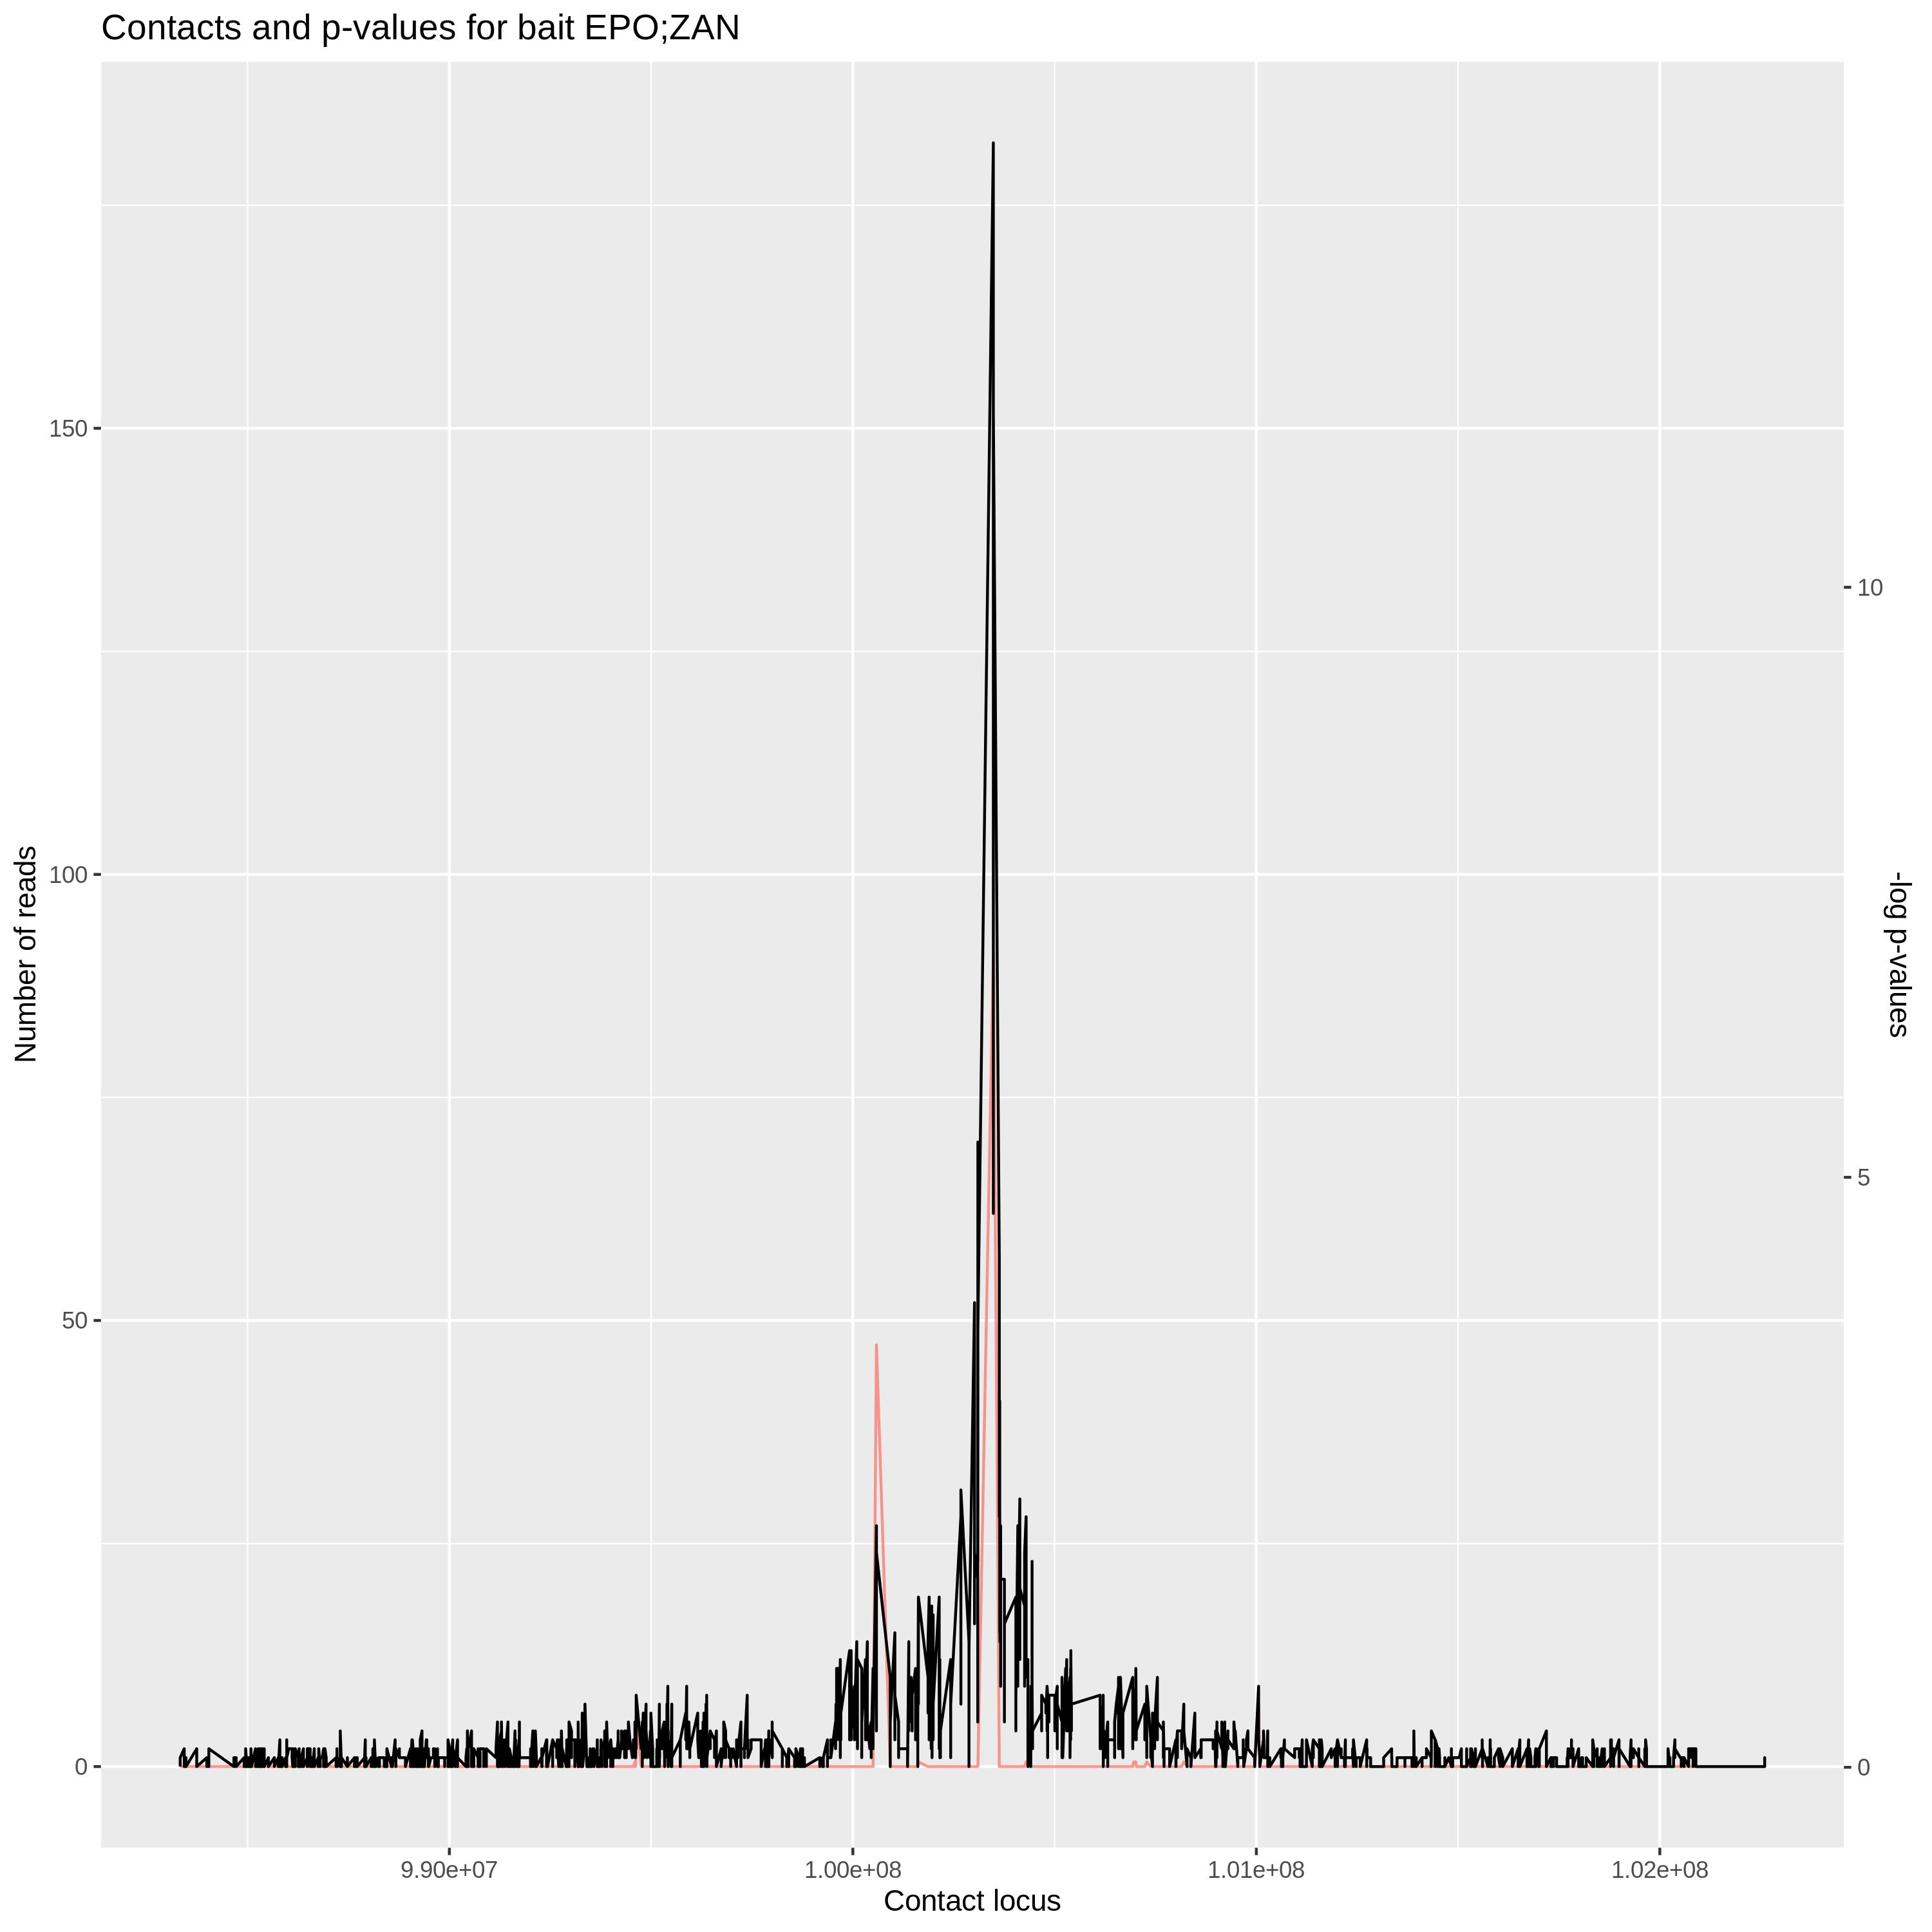 Contacts and p-values for bait EPO;ZAN
Number of reads
150
100
50
0
10
5
0
-log p-values
9.90e+07
1.00e+08
1.01e+08
1.02e+08
Contact locus